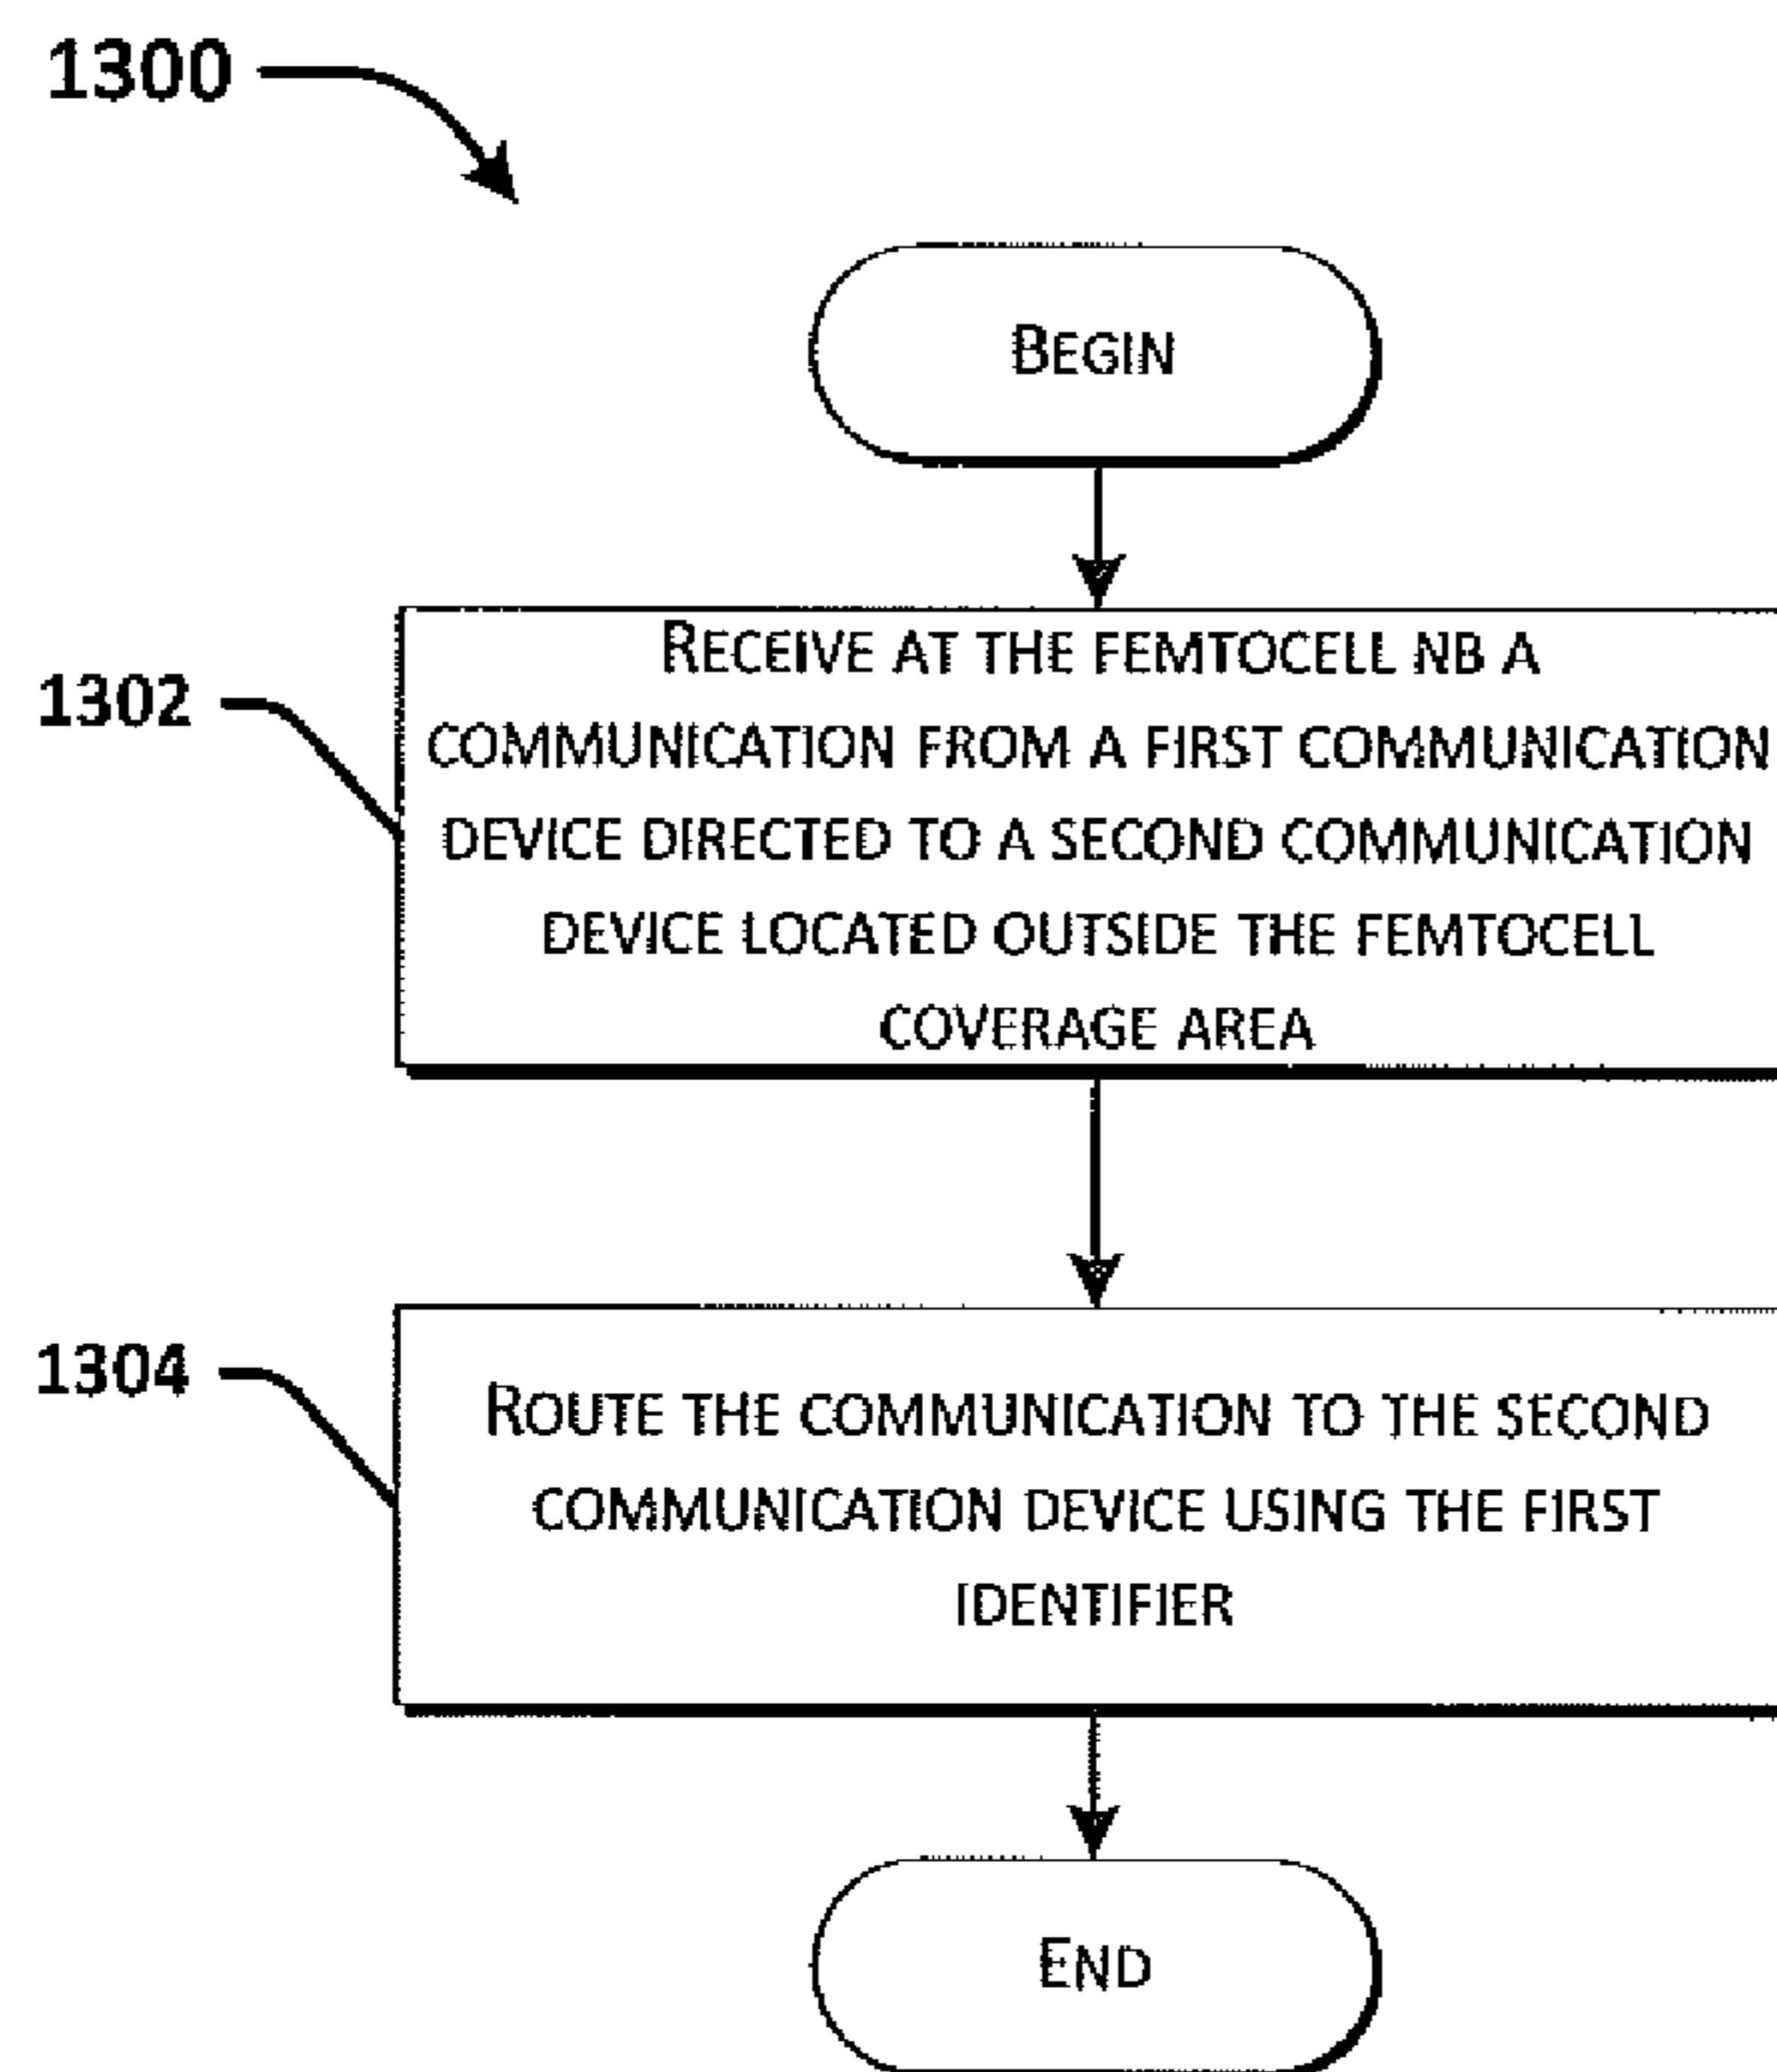 1300
BEGIN
1302
RECEIVE AT THE FEMTOCELL NB A
COMMUNICATION FROM A FIRST COMMUNICATION
DEVICE DIRECTED TO A SECOND COMMUNICATION
DEVICE LOCATED OUTSIDE THE FEMTOCELL
COVERAGE AREA
1304
ROUTE THE COMMUNICATION TO THE SECOND
COMMUNICATION DEVICE USING THE FIRST
IDENTIFIER
END